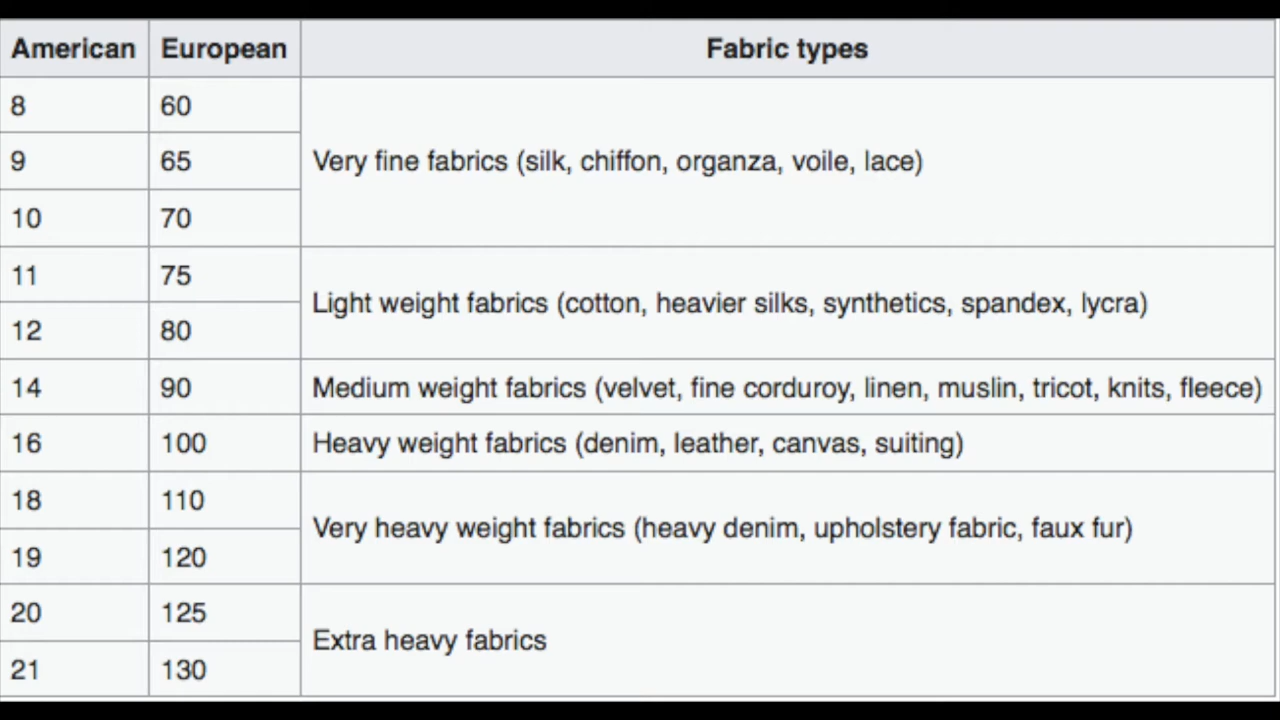 American European Fabric types
8 60
9 65 Very fine fabrics (silk, chiffon, organza, voile, lace)
10 70
11 75
Light weight fabrics (cotton, heavier silks, synthetics, spandex, lycra)
12 80
14 90 Medium weight fabrics (velvet, fine corduroy, linen, muslin, tricot, knits, fleece)
16 100 Heavy weight fabrics (denim, leather, canvas, suiting)
18 110
Very heavy weight fabrics (heavy denim, upholstery fabric, faux fur)
19 120
20 125
Extra heavy fabrics
21 130